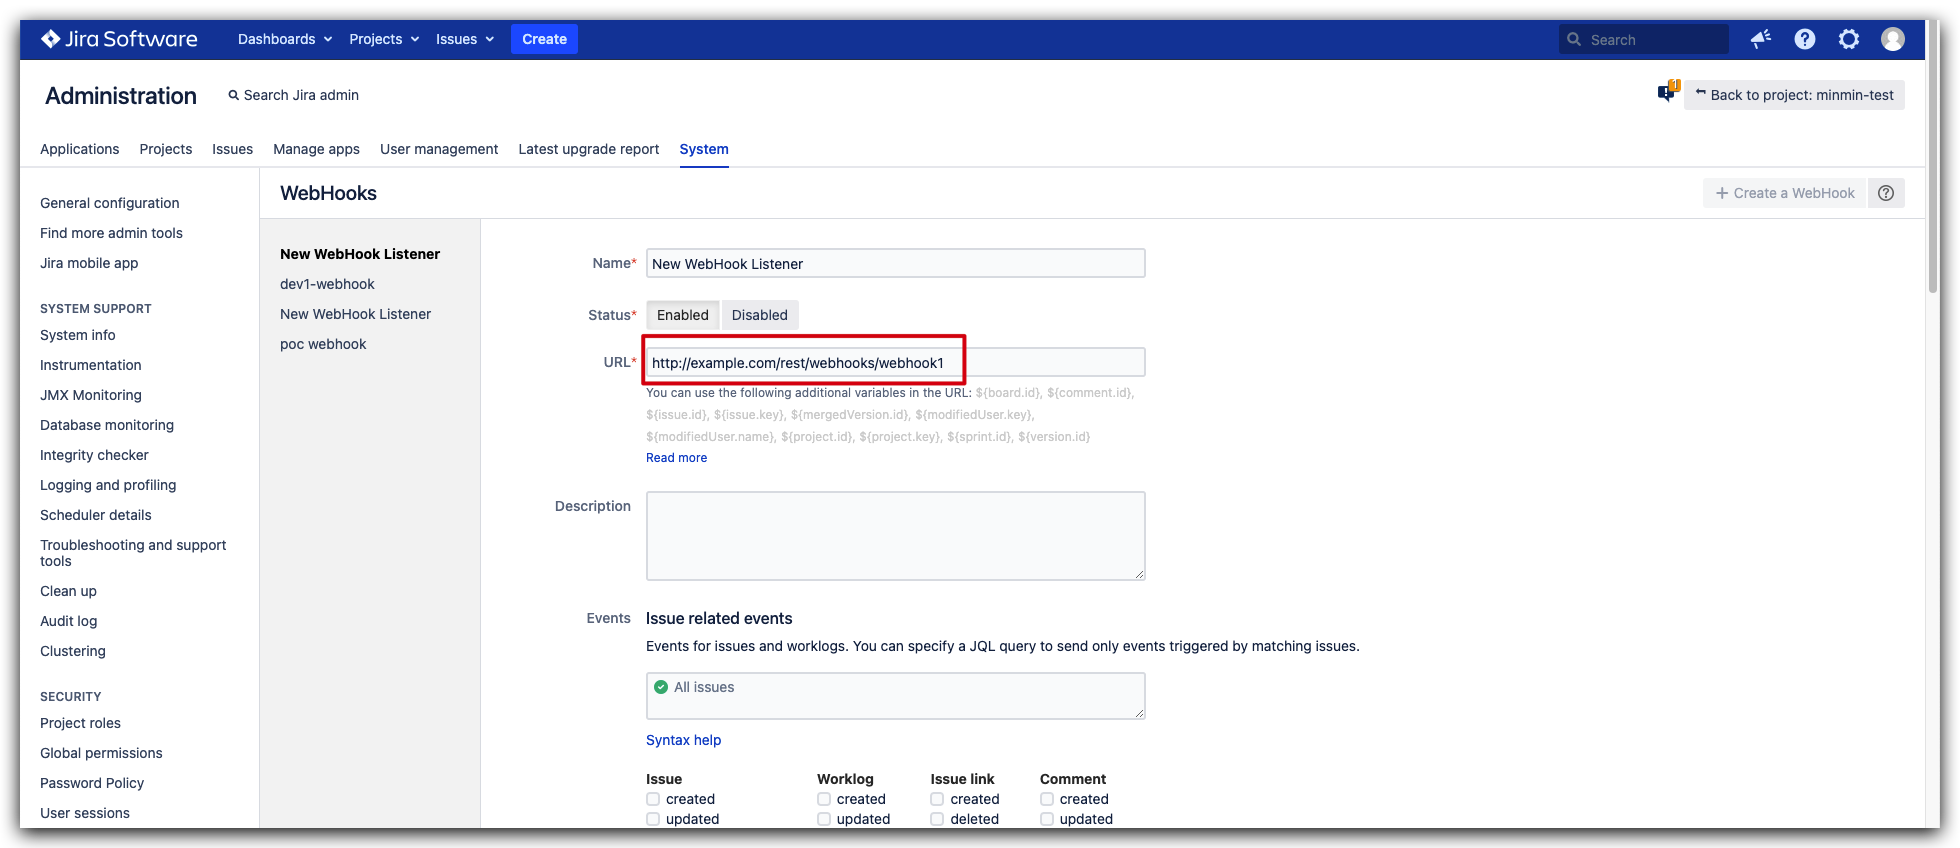 Jira Software
Dashboards
Projects
Issues
Create
Search
Administration
Search Jira admin
1
Back to project: minmin-test
Applications
Projects
Issues
Manage apps
User management
Latest upgrade report
System
General configuration
Find more admin tools
Jira mobile app
SYSTEM SUPPORT
System info
Instrumentation
JMX Monitoring
Database monitoring
Integrity checker
Logging and profiling
Scheduler details
Troubleshooting and support
tools
Clean up
Audit log
Clustering
SECURITY
Project roles
Global permissions
Password Policy
User sessions
WebHooks
+ Create a WebHook
New WebHook Listener
dev1-webhook
New WebHook Listener
poc webhook
Name*
New WebHook Listener
Status*
Enabled
Disabled
URL*
http://example.com/rest/webhooks/webhook1
You can use the following additional variables in the URL: ${board.id}, ${comment.id},
${issue.id}, ${issue.key}, ${mergedVersion.id}, ${modifiedUser.key},
${modifiedUser.name}, ${project.id}, ${project.key}, ${sprint.id}, ${version.id}
Read more
Description
Events
Issue related events
Events for issues and worklogs. You can specify a JQL query to send only events triggered by matching issues.
All issues
Syntax help
Issue
created
updated
Worklog
created
updated
Issue link
created
deleted
Comment
created
updated